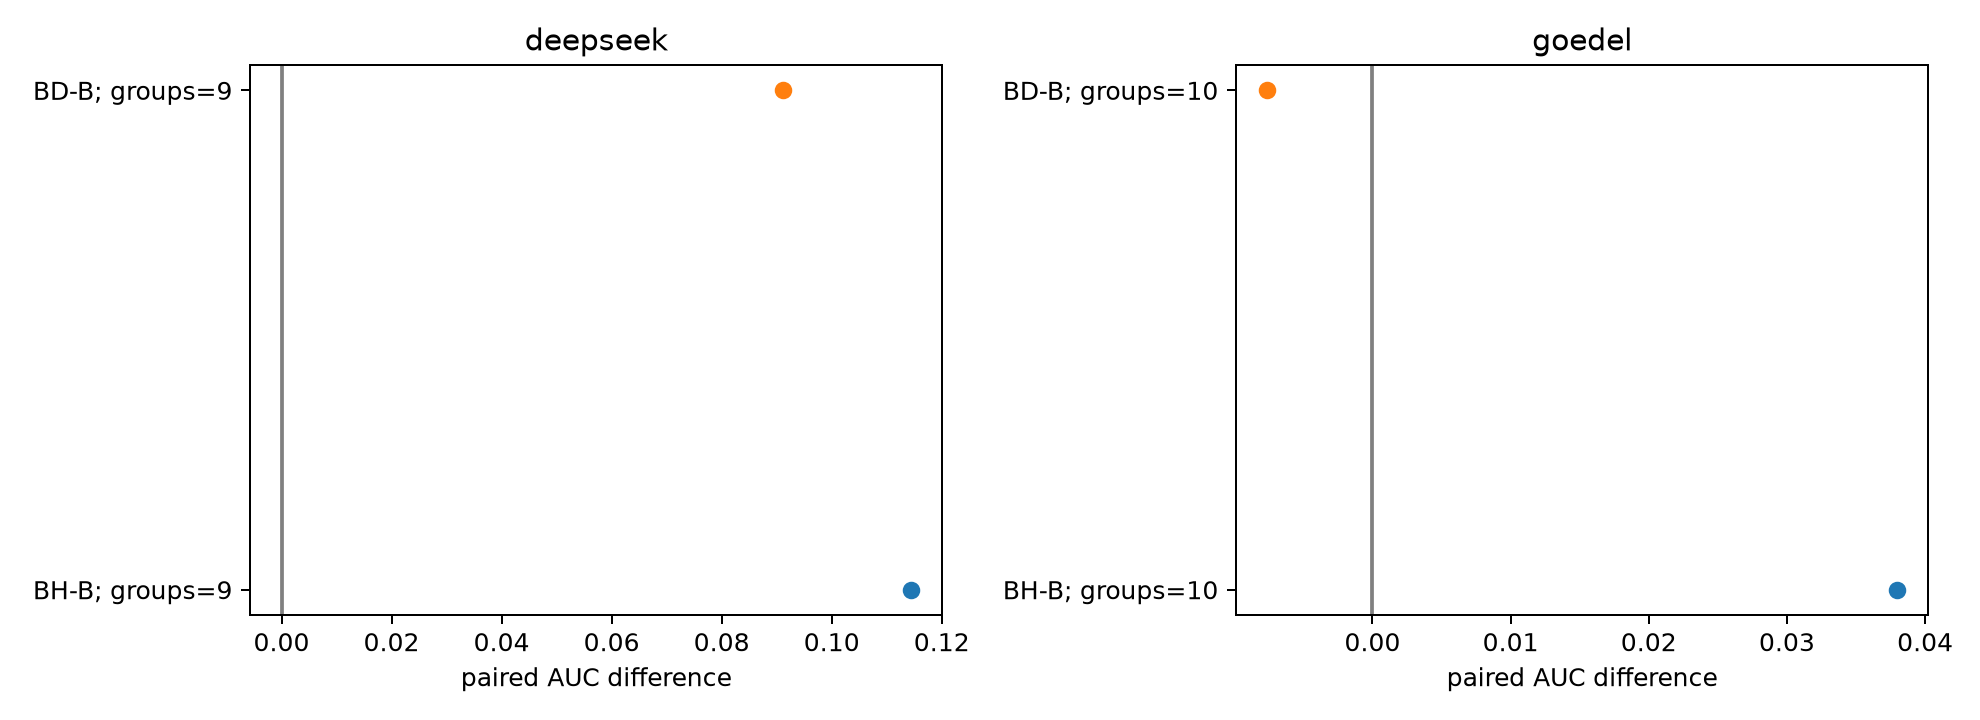 deepseek
BD-B; groups=9
BH-B; groups=9
0.00 0.02 0.04 0.06 0.08 0.10 0.12
paired AUC difference
goedel
BD-B; groups=10
BH-B; groups=10
0.00 0.01 0.02 0.03 0.04
paired AUC difference